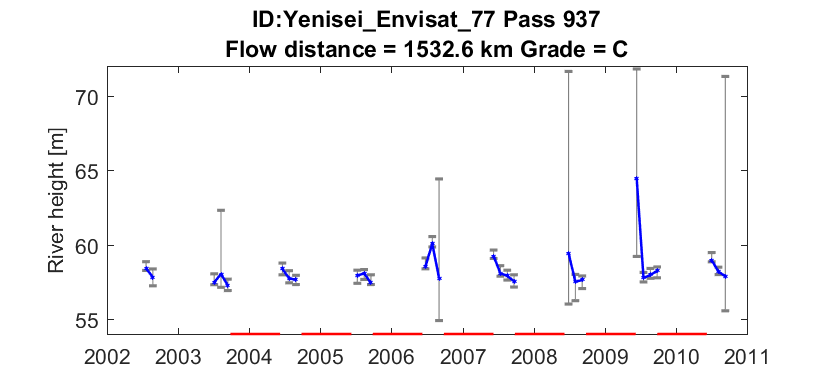 ID:Yenisei_Envisat_77 Pass 937
Flow distance = 1532.6 km Grade = C
River height [m]
70
65
60
55
2002 2003 2004 2005 2006 2007 2008 2009 2010 2011